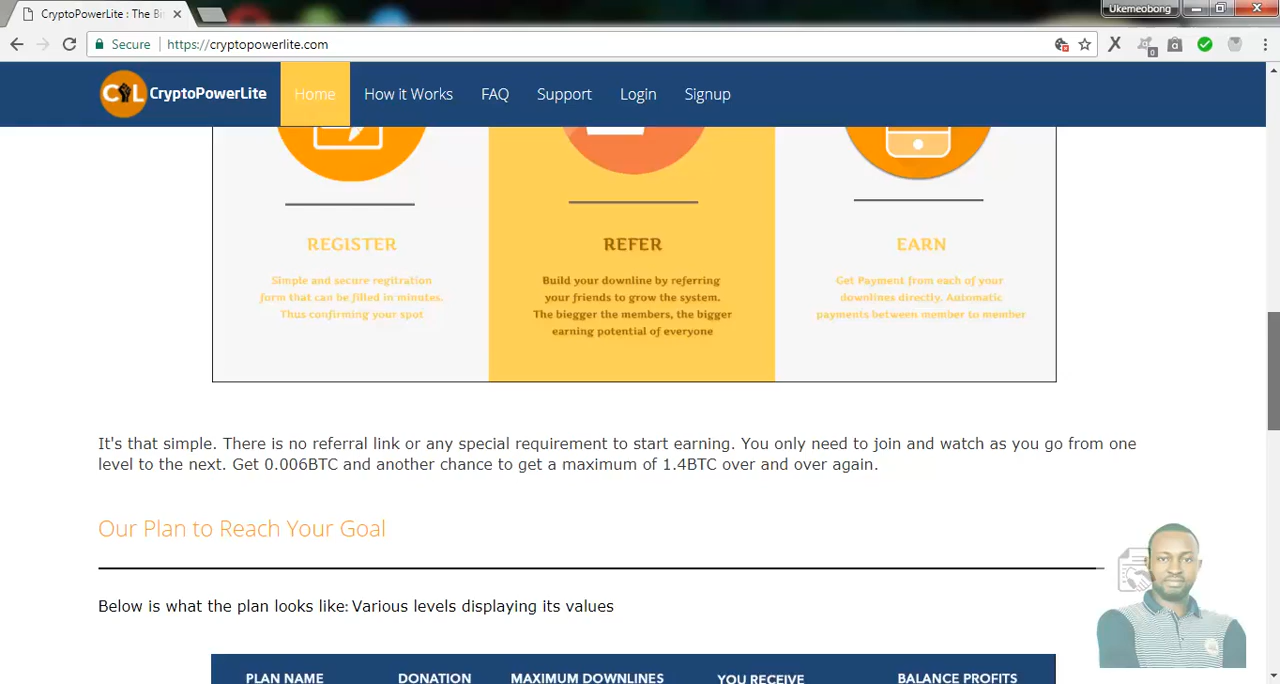 CryptoPowerLite : The Bi
Ukemeobong
Secure
https://cryptopowerlite.com
0
CL
CryptoPowerLite
Home
How it Works
FAQ
Support
Login
Signup
REGISTER
Simple and secure regitration
form that can be filled in minutes.
Thus confirming your spot
REFER
Build your downline by referring
your friends to grow the system.
The biegger the members, the bigger
earning potential of everyone
EARN
Get Payment from each of your
downlines directly. Automatic
payments between member to member
It's that simple. There is no referral link or any special requirement to start earning. You only need to join and watch as you go from one
level to the next. Get 0.006BTC and another chance to get a maximum of 1.4BTC over and over again.
Our Plan to Reach Your Goal
Below is what the plan looks like: Various levels displaying its values
PLAN NAME
DONATION
MAXIMUM DOWNLINES
YOU RECEIVE
BALANCE PROFITS